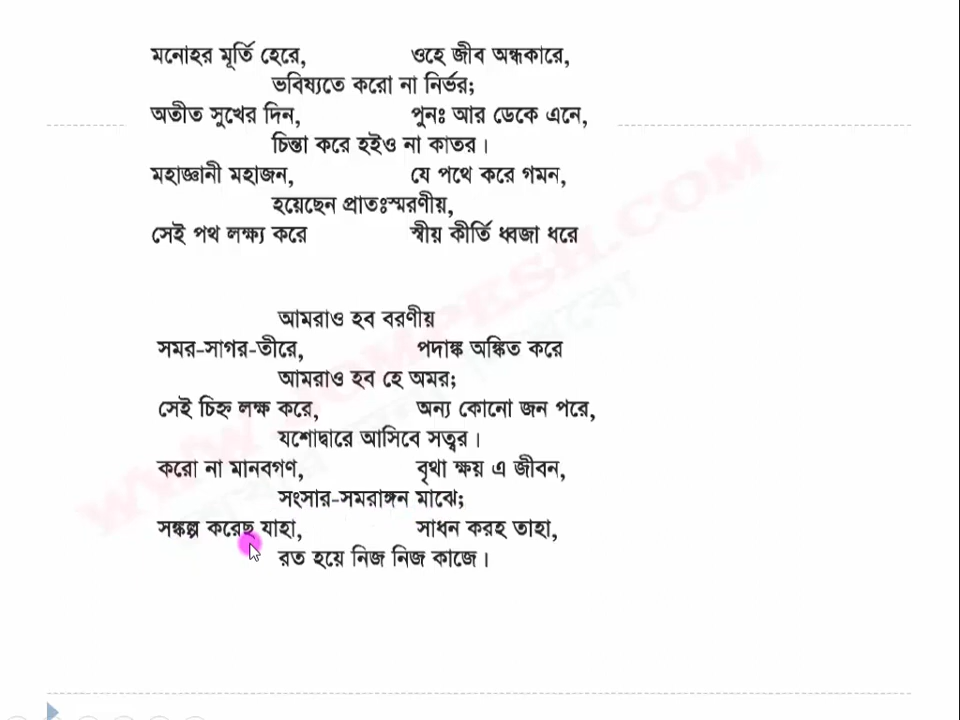 মনোহর মূর্তি হেরে, ওহে জীব অন্ধকারে,
ভবিষ্যতে করো না নির্ভর;
অতীত সুখের দিন, পুনঃ আর ডেকে এনে,
চিন্তা করে হইও না কাতর।
মহাজ্ঞানী মহাজন, যে পথে করে গমন,
হয়েছেন প্রাতঃস্মরণীয়,
সেই পথ লক্ষ্য করে স্বীয় কীর্তি ধ্বজা ধরে
আমরাও হব বরণীয়
সমর-সাগর-তীরে, পদাঙ্ক অঙ্কিত করে
আমরাও হব হে অমর;
সেই চিহ্ন লক্ষ করে, অন্য কোনো জন পরে,
যশোদ্বারে আসিবে সত্বর।
করো না মানবগণ, বৃথা ক্ষয় এ জীবন,
সংসার-সমরাঙ্গন মাঝে;
সঙ্কল্প করেছ যাহা, সাধন করহ তাহা,
রত হয়ে নিজ নিজ কাজে।